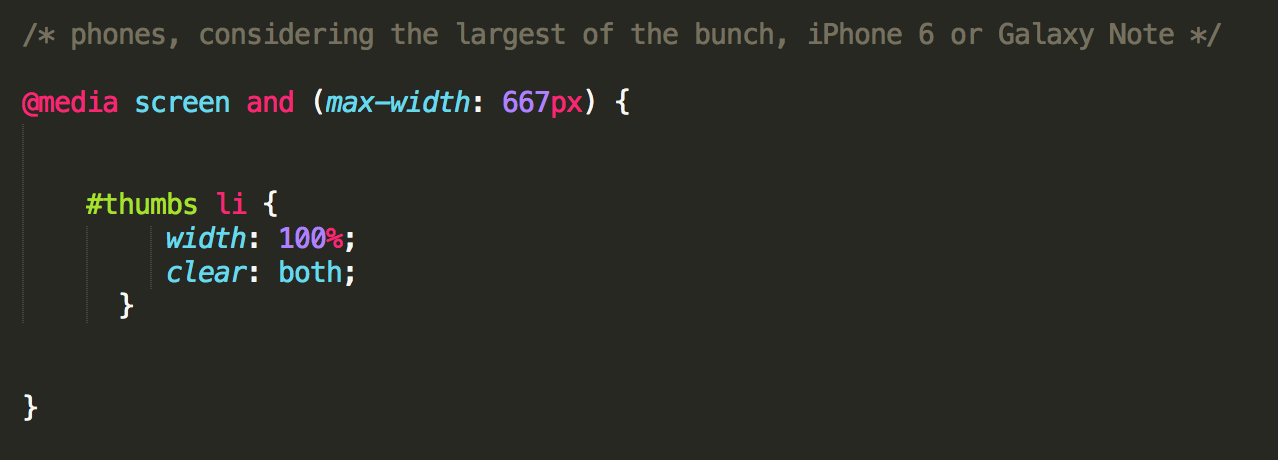 /* phones, considering the largest of the bunch, iPhone 6 or Galaxy Note */
@media screen and (max-width: 667px) {
#thumbs li {
width: 100%;
clear: both;
}
}